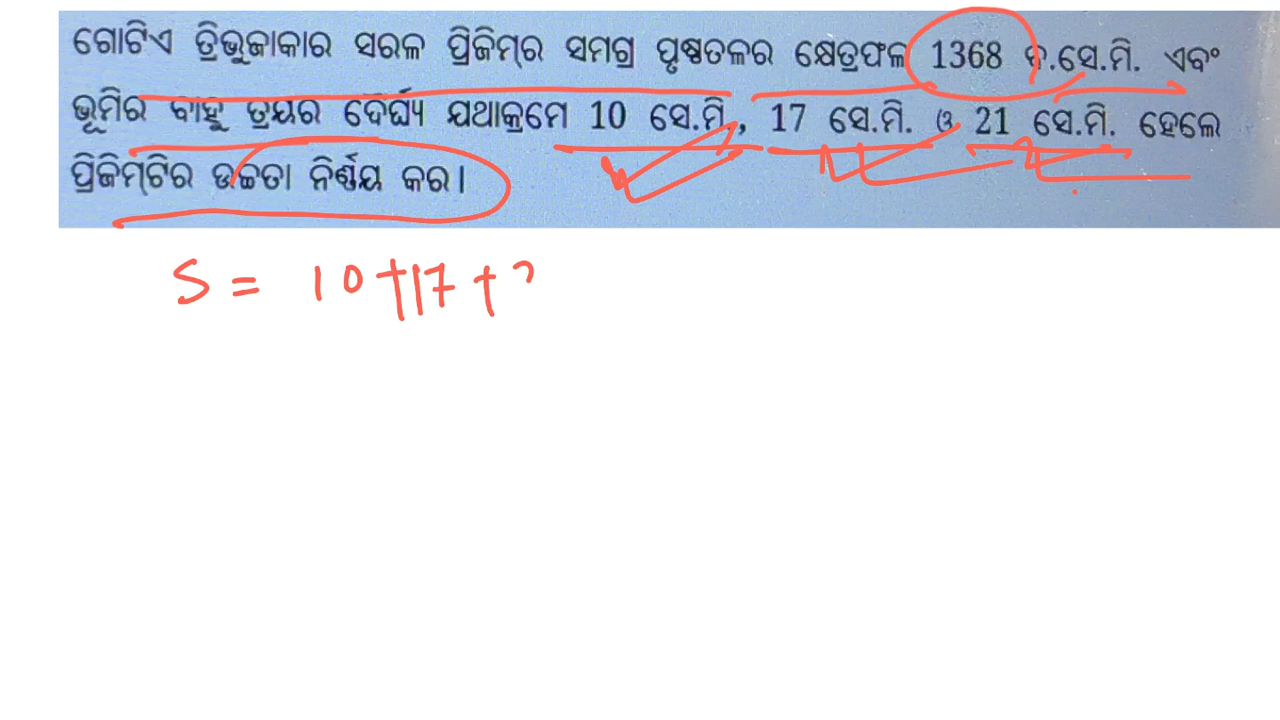 ଗୋଟିଏ ତ୍ରିଭୁଜାକାର ସରଳ ପ୍ରିଜିମ୍‌ର ସମଗ୍ର ପୃଷ୍ଠତଳର କ୍ଷେତ୍ରଫଳ 1368 ବ.ସେ.ମି. ଏବଂ
ଭୂମିର ବାହୁ ତ୍ରୟର ଦୈର୍ଘ୍ୟ ଯଥାକ୍ରମେ 10 ସେ.ମି, 17 ସେ.ମି. ଓ 21 ସେ.ମି. ହେଲେ
ପ୍ରିଜିମ୍‌ଟିର ଉଚ୍ଚତା ନିର୍ଣ୍ଣୟ କର।
S = 10+17+